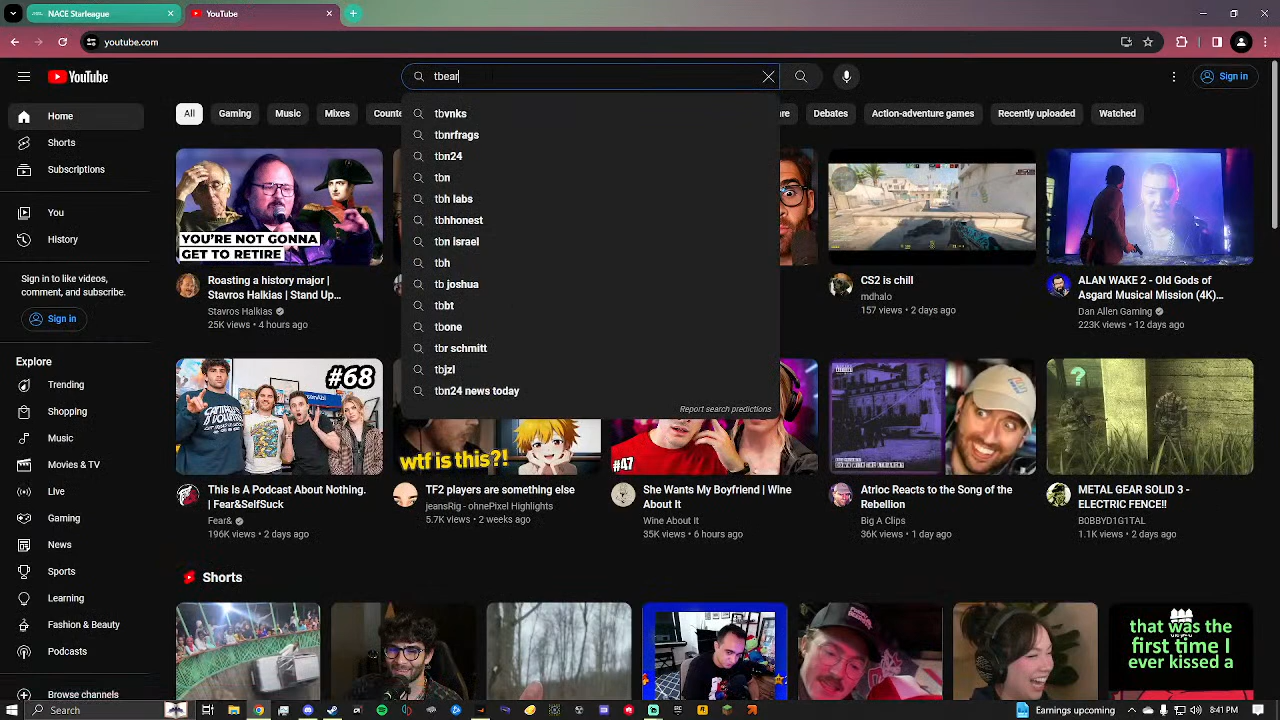 NACE Starleague
YouTube
youtube.com
YouTube
tbear
Sign in
All
Gaming
Music
Mixes
Debates
Action-adventure games
Recently uploaded
Watched
tbvnks
tbnrfrags
tbn24
tbn
tbh labs
tbhhonest
tbn israel
tbh
tb joshua
tbbt
tbone
tbr schmitt
tbjzl
tbn24 news today
Report search predictions
Home
Shorts
Subscriptions
You
History
Sign in to like videos,
comment, and subscribe.
Sign in
Explore
Trending
Shopping
Music
Movies & TV
Live
Gaming
News
Sports
Learning
Fashion & Beauty
Podcasts
Browse channels
YOU'RE NOT GONNA
GET TO RETIRE
Roasting a history major |
Stavros Halkias | Stand Up...
Stavros Halkias
25K views • 4 hours ago
CS2 is chill
mdhalo
157 views • 2 days ago
ALAN WAKE 2 - Old Gods of
Asgard Musical Mission (4K)...
Dan Allen Gaming
223K views • 12 days ago
#68
This Is A Podcast About Nothing.
| Fear&SelfSuck
Fear&
196K views • 2 days ago
wtf is this?!
TF2 players are something else
jeansRig - ohnePixel Highlights
5.7K views • 2 weeks ago
#47
She Wants My Boyfriend | Wine
About It
Wine About It
35K views • 6 hours ago
Atrioc Reacts to the Song of the
Rebellion
Big A Clips
36K views • 1 day ago
METAL GEAR SOLID 3 -
ELECTRIC FENCE!!
B0BBYD1G1TAL
1.1K views • 2 days ago
Shorts
that was the
first time I
ever kissed a
Search
Earnings upcoming
8:41 PM